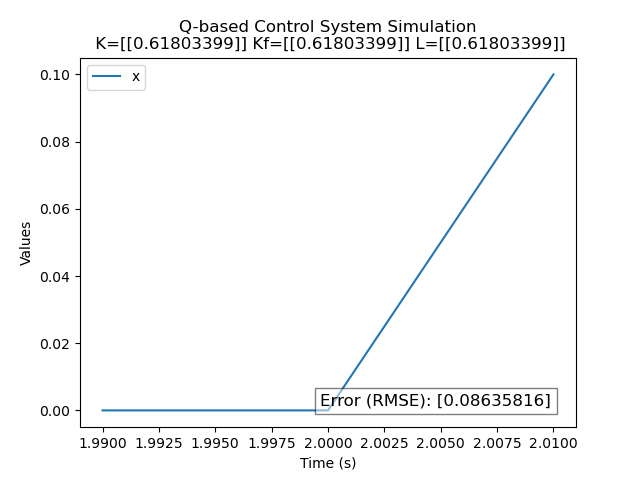 Q-based Control System Simulation
K=[[0.61803399]] Kf=[[0.61803399]] L=[[0.61803399]]
x
0.10
0.08
0.06
0.04
0.02
0.00
Values
Error (RMSE): [0.08635816]
1.9900 1.9925 1.9950 1.9975 2.0000 2.0025 2.0050 2.0075 2.0100
Time (s)